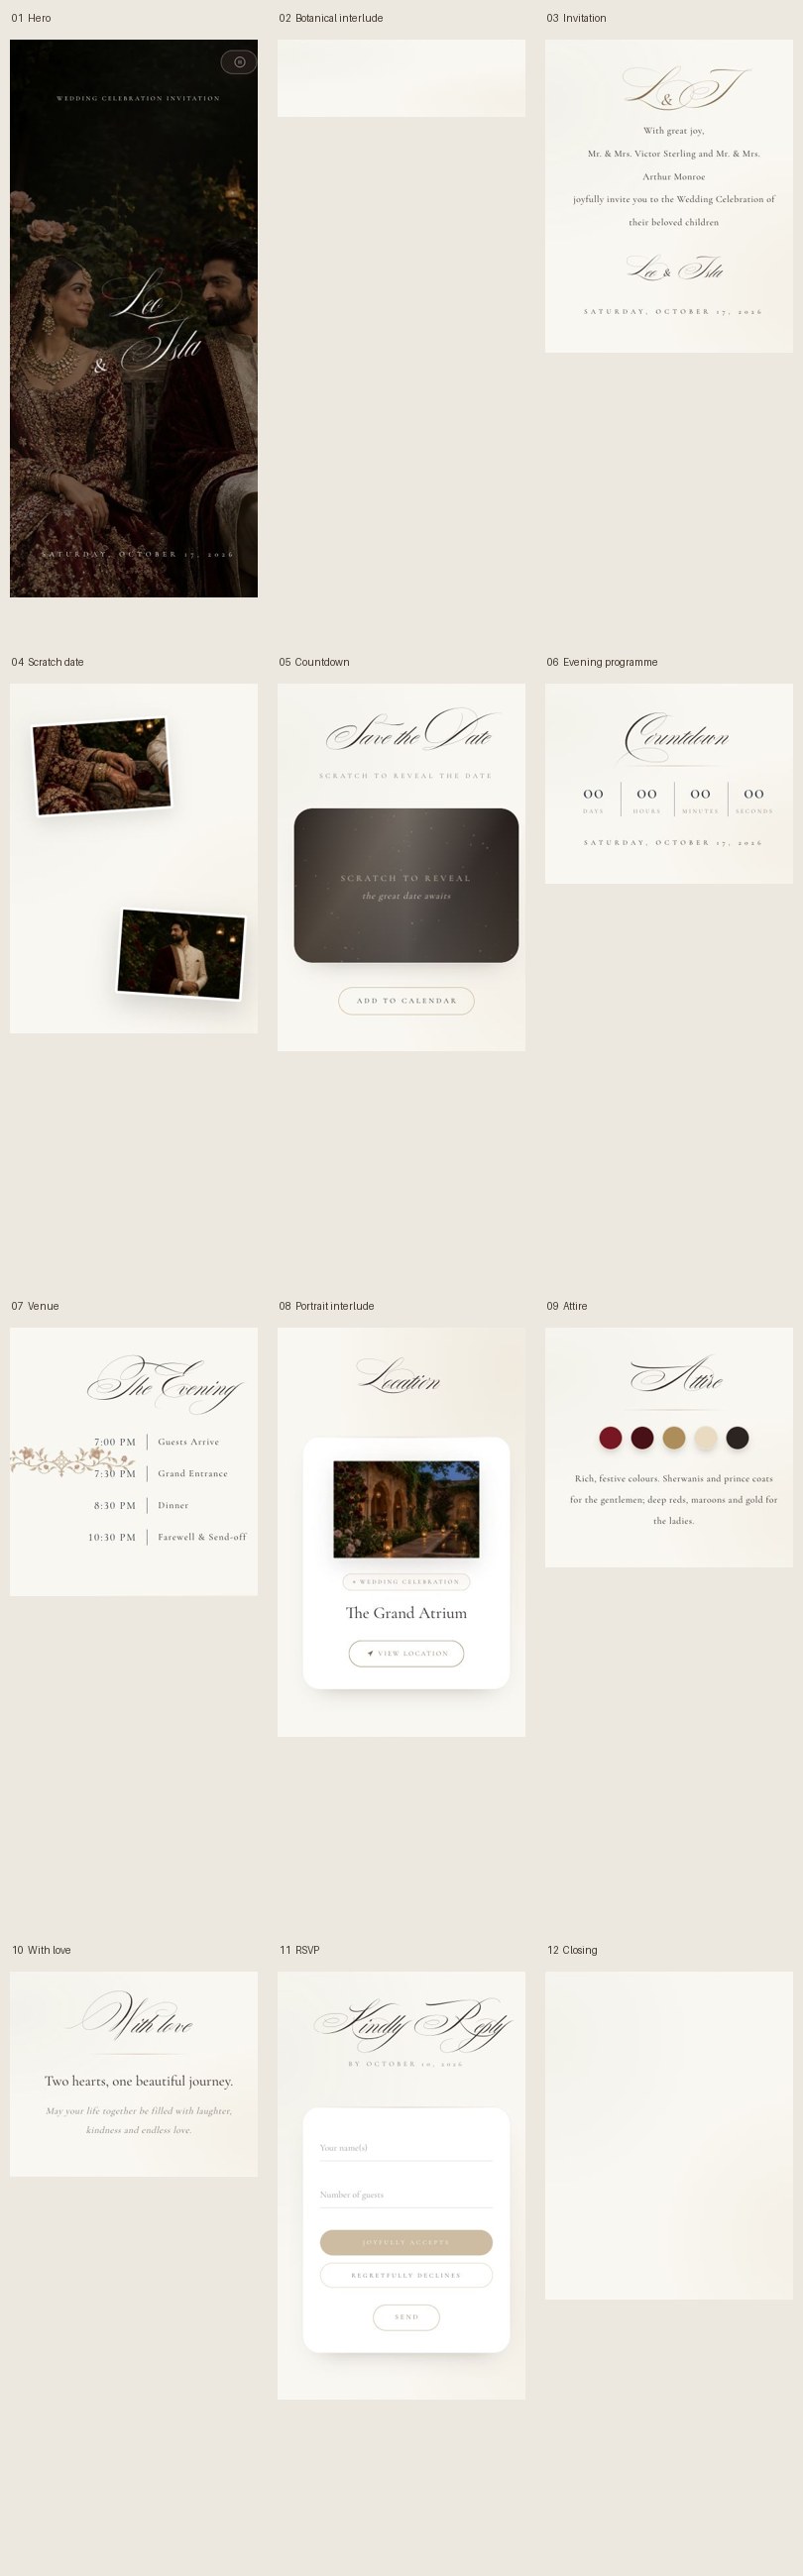 01 Hero
WEDDING CELEBRATION INVITATION
Leo
& Isla
SATURDAY, OCTOBER 17, 2026
02 Botanical interlude
03 Invitation
L & I
With great joy,
Mr. & Mrs. Victor Sterling and Mr. & Mrs.
Arthur Monroe
joyfully invite you to the Wedding Celebration of
their beloved children
Leo & Isla
SATURDAY, OCTOBER 17, 2026
04 Scratch date
05 Countdown
Save the Date
SCRATCH TO REVEAL THE DATE
SCRATCH TO REVEAL
the great date awaits
ADD TO CALENDAR
06 Evening programme
Countdown
00 00 00 00
DAYS HOURS MINUTES SECONDS
SATURDAY, OCTOBER 17, 2026
07 Venue
The Evening
7:00 PM Guests Arrive
7:30 PM Grand Entrance
8:30 PM Dinner
10:30 PM Farewell & Send-off
08 Portrait interlude
Location
WEDDING CELEBRATION
The Grand Atrium
VIEW LOCATION
09 Attire
Attire
Rich, festive colours. Sherwanis and prince coats
for the gentlemen; deep reds, maroons and gold for
the ladies.
10 With love
With love
Two hearts, one beautiful journey.
May your life together be filled with laughter,
kindness and endless love.
11 RSVP
Kindly Reply
BY OCTOBER 10, 2026
Your name(s)
Number of guests
JOYFULLY ACCEPTS
REGRETFULLY DECLINES
SEND
12 Closing